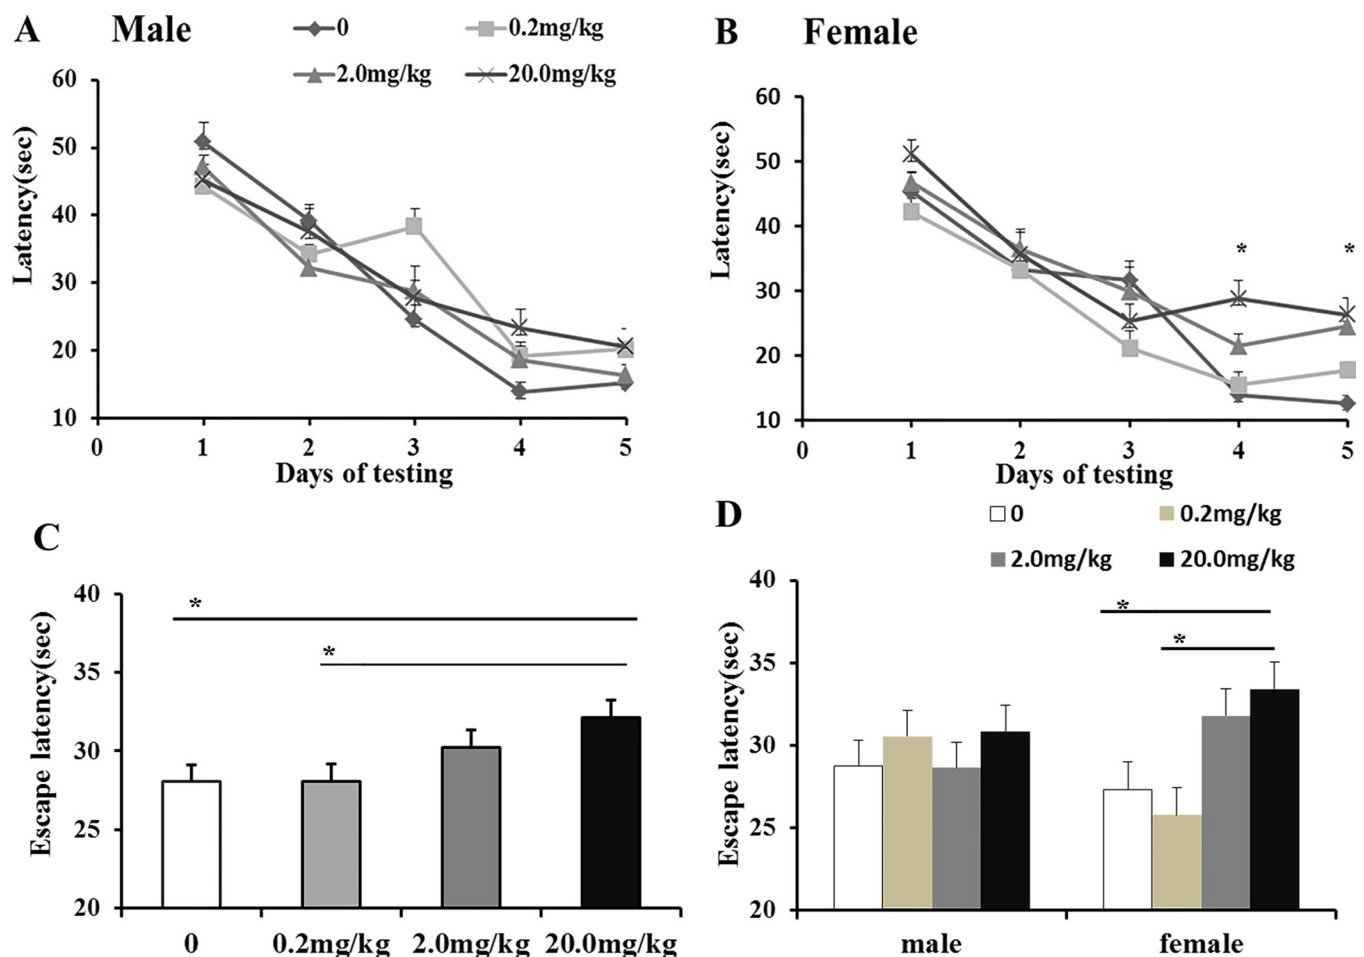 A Male
0
0.2mg/kg
2.0mg/kg
20.0mg/kg
Latency(sec)
60
50
40
30
20
10
0 1 2 3 4 5
Days of testing
B Female
Latency(sec)
60
50
40
30
20
10
* *
0 1 2 3 4 5
Days of testing
C
Escape latency(sec)
40
35
30
25
20
*
*
0 0.2mg/kg 2.0mg/kg 20.0mg/kg
D
0
0.2mg/kg
2.0mg/kg
20.0mg/kg
Escape latency(sec)
40
35
30
25
20
*
*
male female